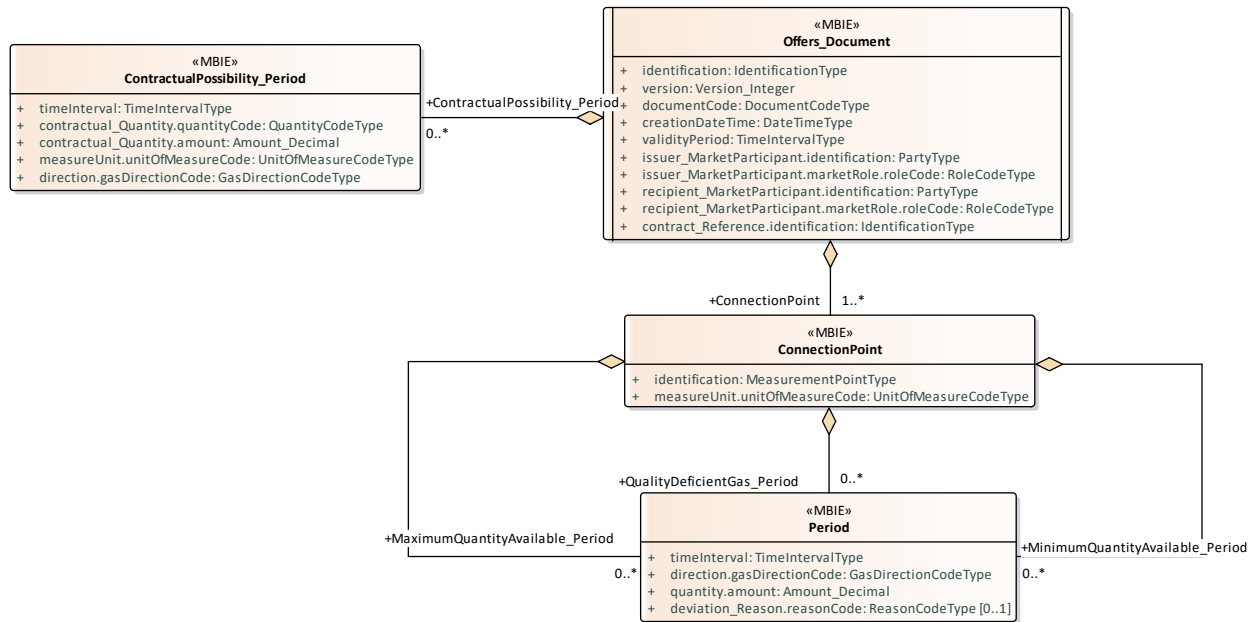 «MBIE»
Offers_Document
+ identification: IdentificationType
+ version: Version_Integer
+ documentCode: DocumentCodeType
+ creationDateTime: DateTimeType
+ validityPeriod: TimeIntervalType
+ issuer_MarketParticipant.identification: PartyType
+ issuer_MarketParticipant.marketRole.roleCode: RoleCodeType
+ recipient_MarketParticipant.identification: PartyType
+ recipient_MarketParticipant.marketRole.roleCode: RoleCodeType
+ contract_Reference.identification: IdentificationType
«MBIE»
ContractualPossibility_Period
+ timeInterval: TimeIntervalType
+ contractual_Quantity.quantityCode: QuantityCodeType
+ contractual_Quantity.amount: Amount_Decimal
+ measureUnit.unitOfMeasureCode: UnitOfMeasureCodeType
+ direction.gasDirectionCode: GasDirectionCodeType
+ContractualPossibility_Period
0..*
+ConnectionPoint 1..*
«MBIE»
ConnectionPoint
+ identification: MeasurementPointType
+ measureUnit.unitOfMeasureCode: UnitOfMeasureCodeType
+QualityDeficientGas_Period 0..*
+MaximumQuantityAvailable_Period
0..*
«MBIE»
Period
+ timeInterval: TimeIntervalType
+ direction.gasDirectionCode: GasDirectionCodeType
+ quantity.amount: Amount_Decimal
+ deviation_Reason.reasonCode: ReasonCodeType [0..1]
+MinimumQuantityAvailable_Period
0..*